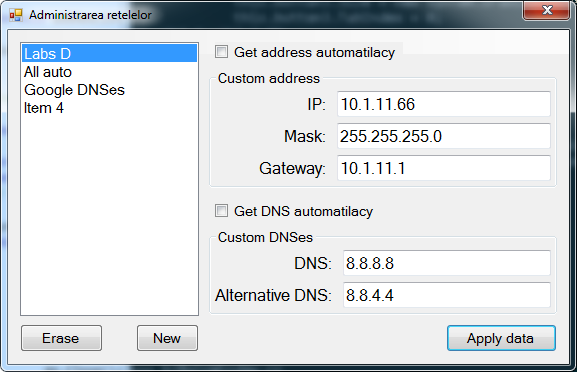 Administrarea retelelor
Labs D
All auto
Google DNSes
Item 4
Erase
New
Get address automatilacy
Custom address
IP: 10.1.11.66
Mask: 255.255.255.0
Gateway: 10.1.11.1
Get DNS automatilacy
Custom DNSes
DNS: 8.8.8.8
Alternative DNS: 8.8.4.4
Apply data